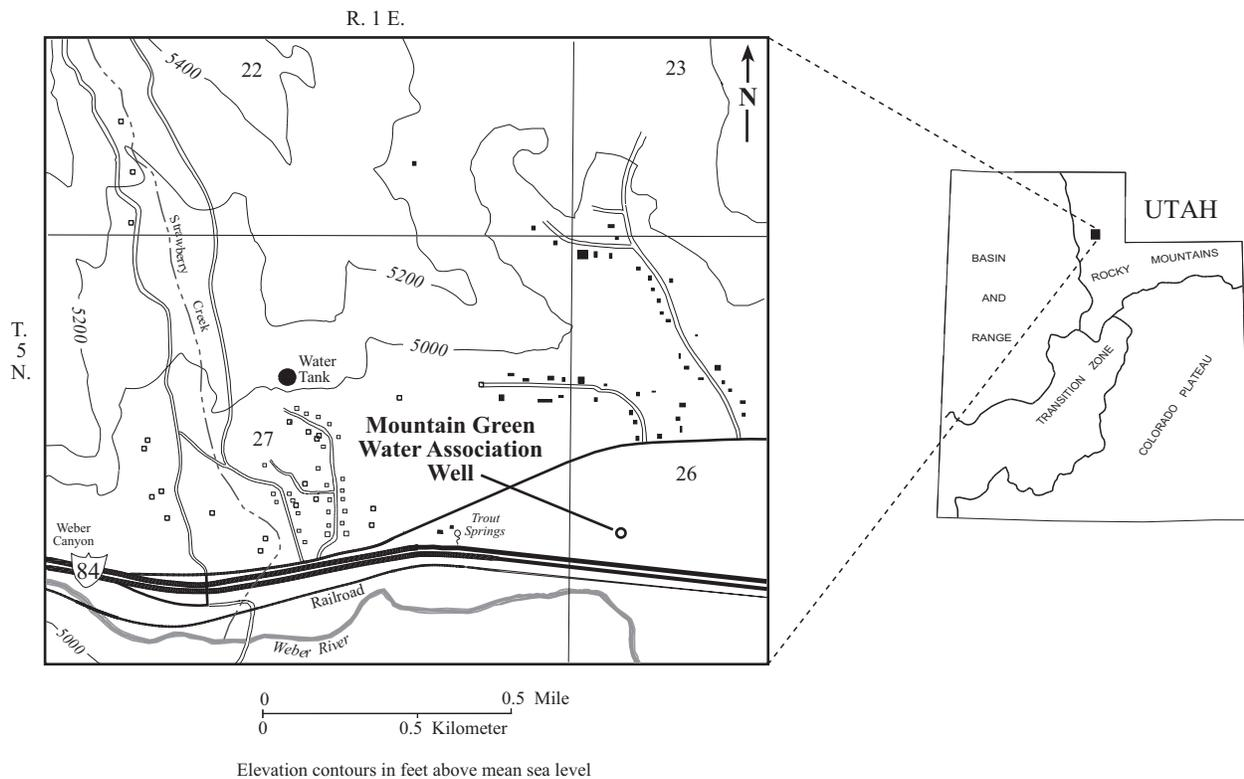 R. 1 E.
5400
22
23
N
Strawberry
Creek
UTAH
BASIN
AND
RANGE
ROCKY MOUNTAINS
TRANSITION ZONE
COLORADO PLATEAU
T.
5
N.
5200
5200
5000
Water
Tank
27
Mountain Green
Water Association
Well
26
Trout
Springs
Weber
Canyon
84
Railroad
Weber River
5000
0 0.5 Mile
0 0.5 Kilometer
Elevation contours in feet above mean sea level